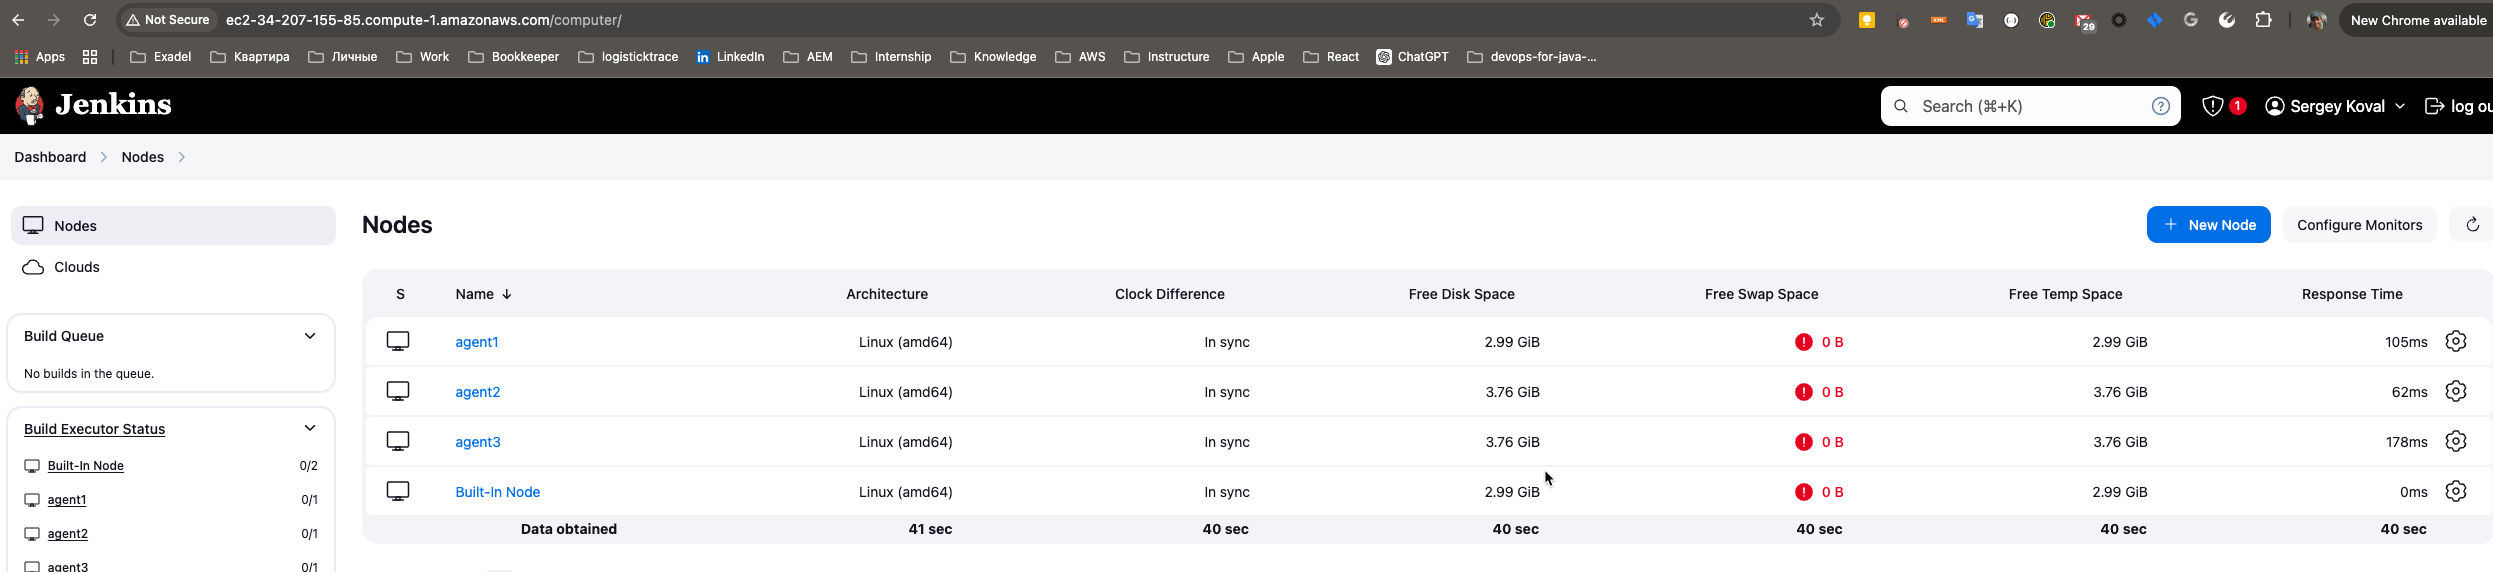 Not Secure ec2-34-207-155-85.compute-1.amazonaws.com/computer/ 29 New Chrome available
Apps Exadel Квартира Личные Work Bookkeeper logisticktrace LinkedIn AEM Internship Knowledge AWS Instructure Apple React ChatGPT devops-for-java-...
Jenkins Search (⌘+K) ? 1 Sergey Koval log ou
Dashboard Nodes
Nodes
Clouds
Build Queue
No builds in the queue.
Build Executor Status
Built-In Node 0/2
agent1 0/1
agent2 0/1
agent3 0/1
Nodes
+ New Node Configure Monitors
S Name ↓ Architecture Clock Difference Free Disk Space Free Swap Space Free Temp Space Response Time
agent1 Linux (amd64) In sync 2.99 GiB 0 B 2.99 GiB 105ms
agent2 Linux (amd64) In sync 3.76 GiB 0 B 3.76 GiB 62ms
agent3 Linux (amd64) In sync 3.76 GiB 0 B 3.76 GiB 178ms
Built-In Node Linux (amd64) In sync 2.99 GiB 0 B 2.99 GiB 0ms
Data obtained 41 sec 40 sec 40 sec 40 sec 40 sec 40 sec